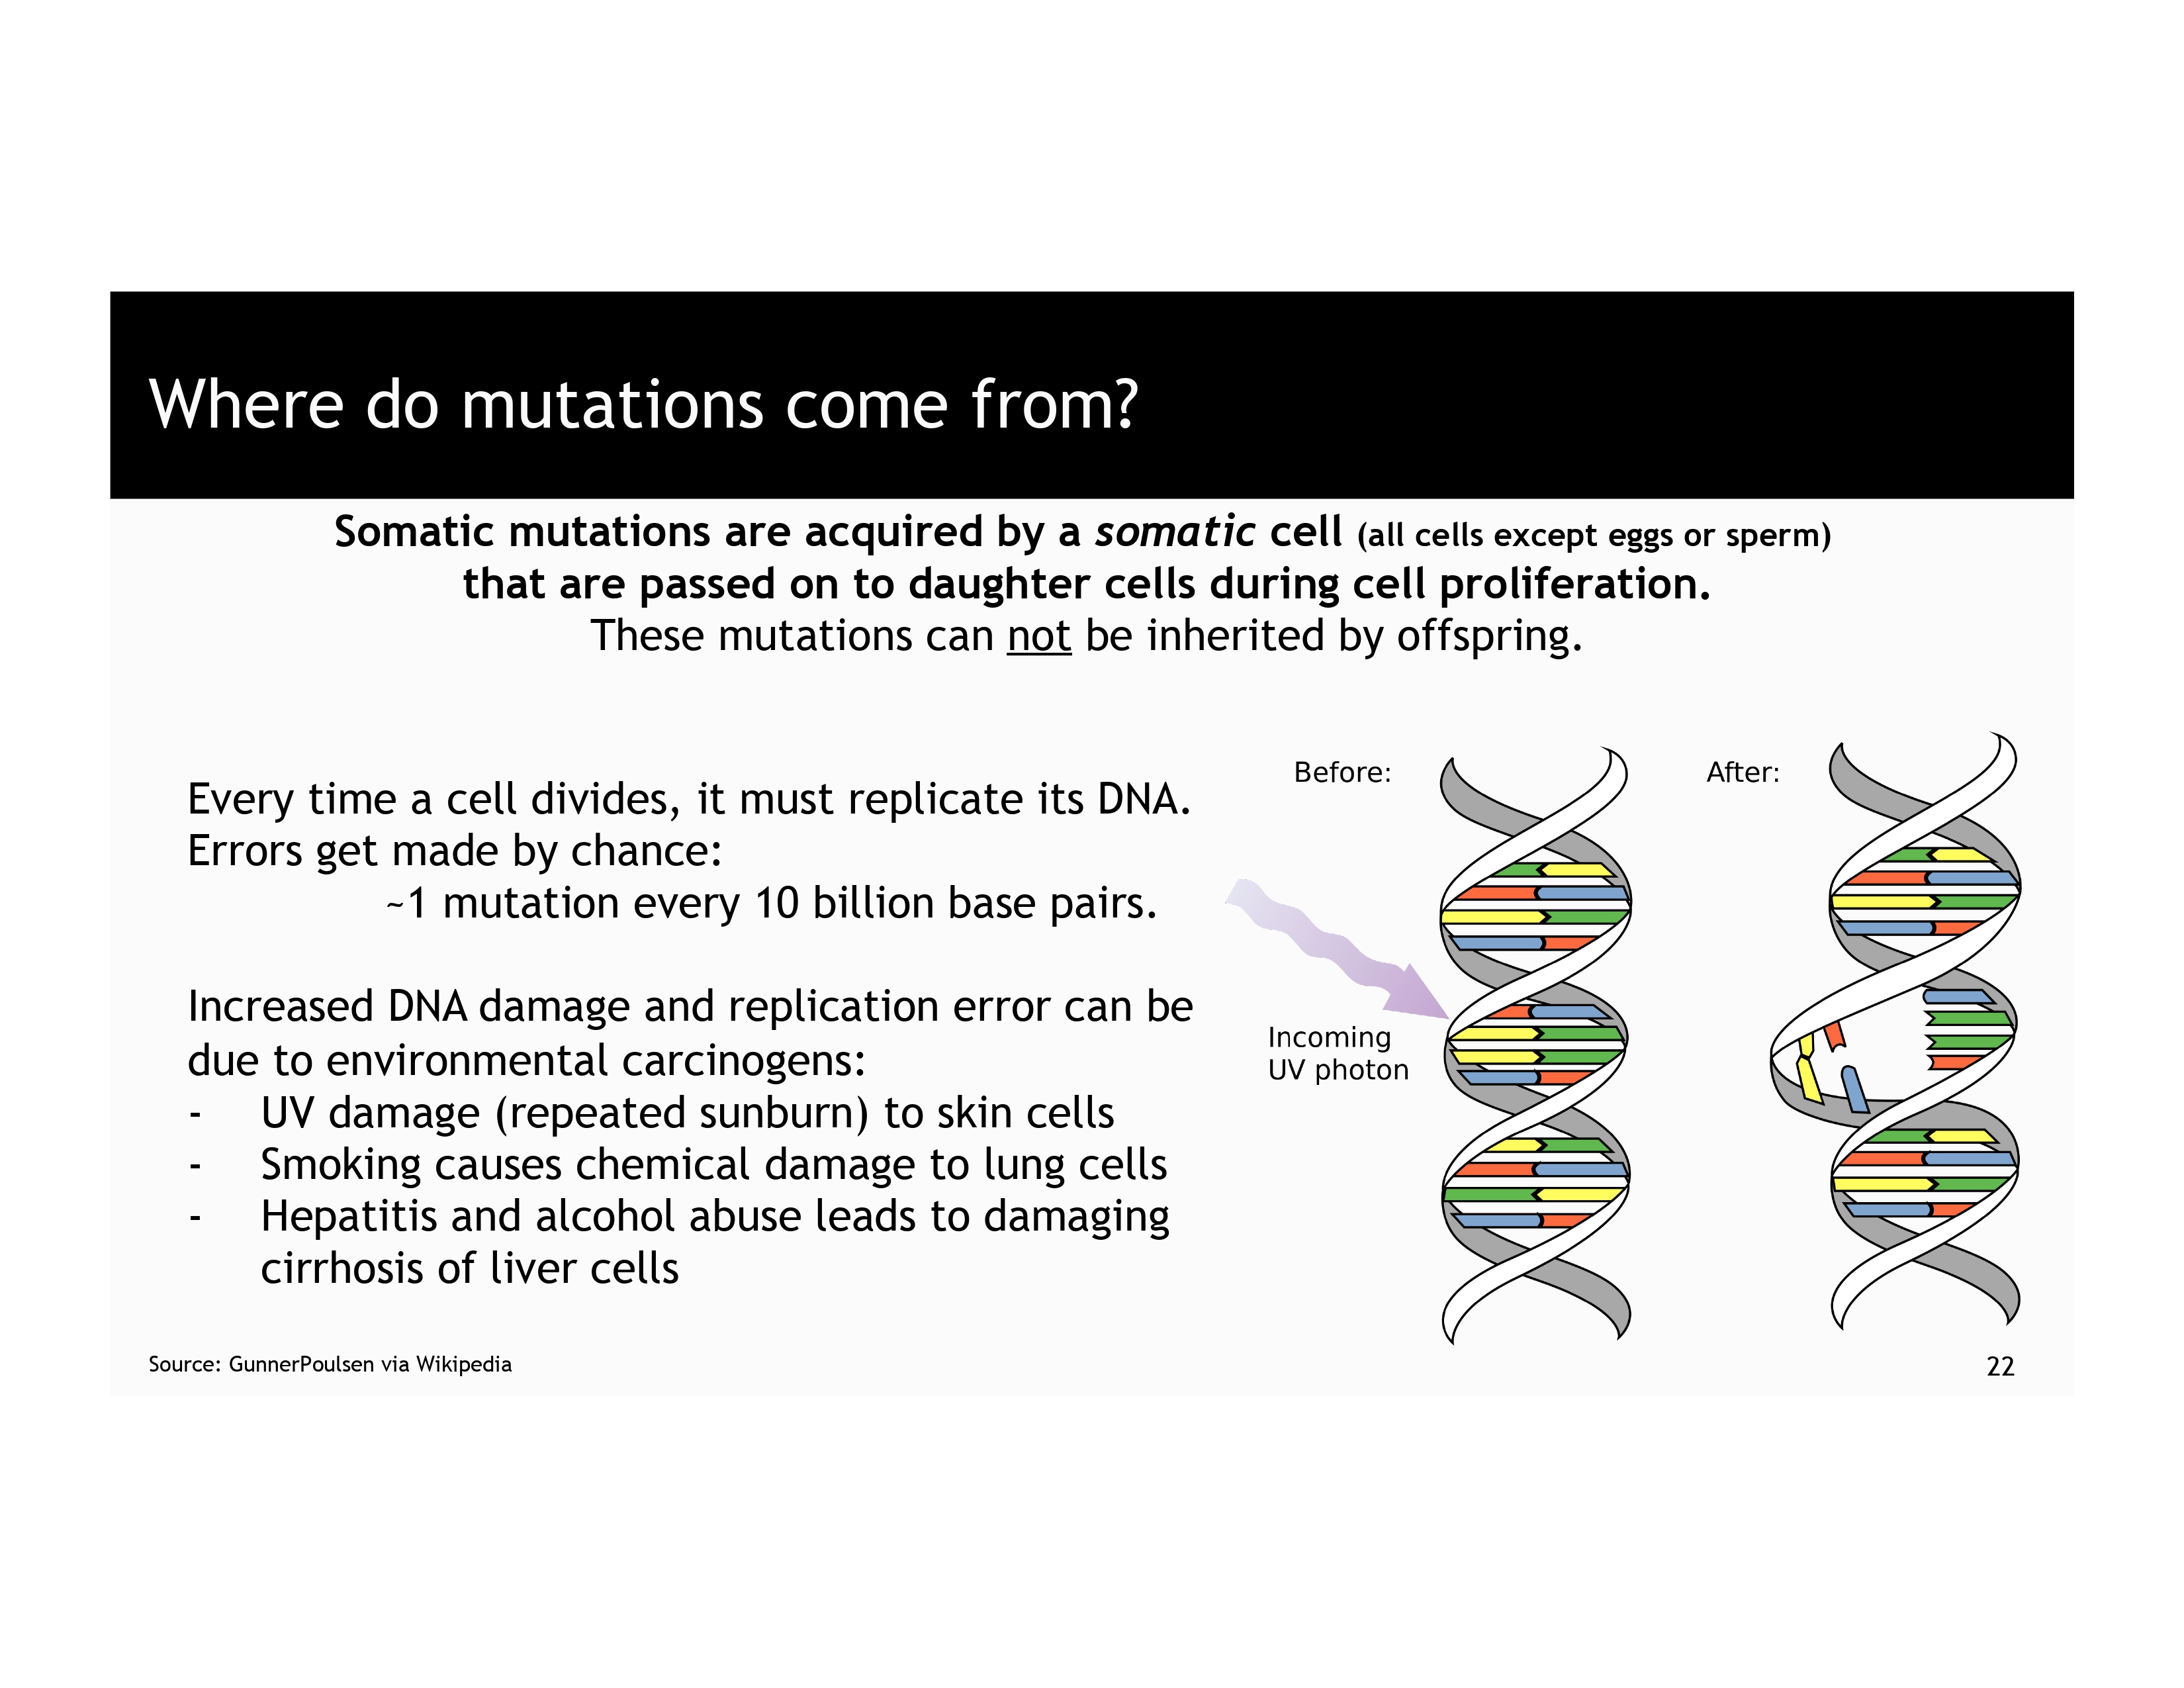 Where do mutations come from?
Somatic mutations are acquired by a somatic cell (all cells except eggs or sperm)
that are passed on to daughter cells during cell proliferation.
These mutations can not be inherited by offspring.
Every time a cell divides, it must replicate its DNA.
Errors get made by chance:
~1 mutation every 10 billion base pairs.
Increased DNA damage and replication error can be
due to environmental carcinogens:
- UV damage (repeated sunburn) to skin cells
- Smoking causes chemical damage to lung cells
- Hepatitis and alcohol abuse leads to damaging
cirrhosis of liver cells
Before:
After:
Incoming
UV photon
Source: GunnerPoulsen via Wikipedia
22